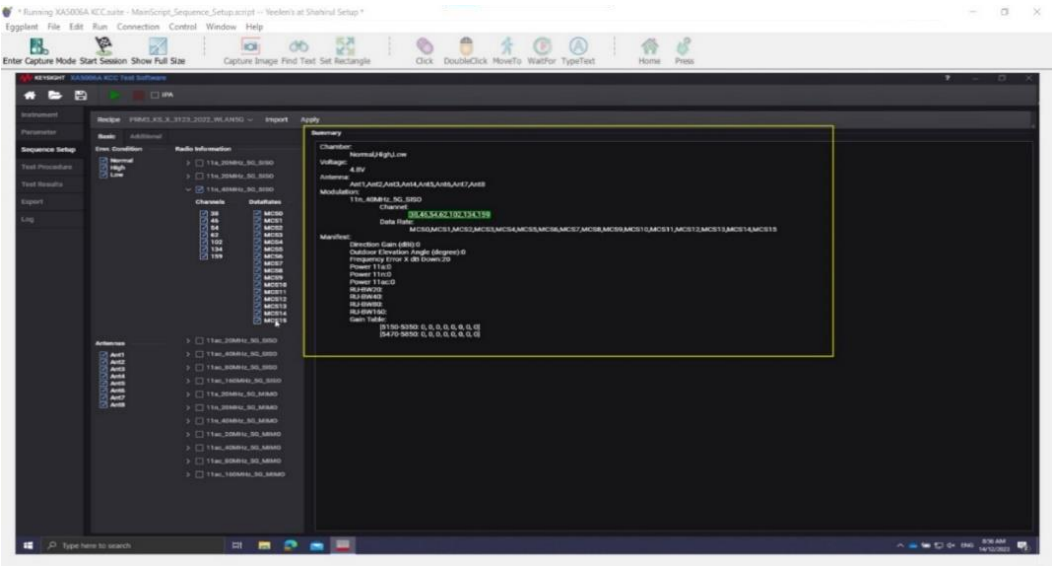 * Running XA5006A KCC.suite - MainScript_Sequence_Setup.script -- Yeelen's at Shahirul Setup *
Eggplant File Edit Run Connection Control Window Help
Enter Capture Mode Start Session Show Full Size Capture Image Find Text Set Rectangle Click DoubleClick MoveTo WaitFor TypeText Home Press
KEYSIGHT XA5006A KCC Test Software
IPA
Instrument
Parameter
Sequence Setup
Test Procedure
Test Results
Export
Log
Recipe Import Apply
Basic Additional
Envr. Condition
Normal
High
Low
Radio Information:
11a_20MHz_5G_SISO
11n_20MHz_5G_SISO
11n_40MHz_5G_SISO
Channels DataRates
38 MCS0
46 MCS1
54 MCS2
62 MCS3
102 MCS4
134 MCS5
159 MCS6
MCS7
MCS8
MCS9
MCS10
MCS11
MCS12
MCS13
MCS14
MCS15
Antennas
Ant1
Ant2
Ant3
Ant4
Ant5
Ant6
Ant7
Ant8
11ac_20MHz_5G_SISO
11ac_40MHz_5G_SISO
11ac_80MHz_5G_SISO
11ac_160MHz_5G_SISO
11a_20MHz_5G_MIMO
11n_20MHz_5G_MIMO
11n_40MHz_5G_MIMO
11ac_20MHz_5G_MIMO
11ac_40MHz_5G_MIMO
11ac_80MHz_5G_MIMO
11ac_160MHz_5G_MIMO
Summary
Chamber:
Normal,High,Low
Voltage:
4.8V
Antenna:
Ant1,Ant2,Ant3,Ant4,Ant5,Ant6,Ant7,Ant8
Modulation:
11n_40MHz_5G_SISO
Channel:
38,46,54,62,102,134,159
Data Rate:
MCS0,MCS1,MCS2,MCS3,MCS4,MCS5,MCS6,MCS7,MCS8,MCS9,MCS10,MCS11,MCS12,MCS13,MCS14,MCS15
Manifest:
Direction Gain (dBi):0
Outdoor Elevation Angle (degree):0
Frequency Error X dB Down:20
Power 11a:0
Power 11n:0
Power 11ac:0
RU-BW20:
RU-BW40:
RU-BW80:
RU-BW160:
Gain Table:
[5150-5350: 0, 0, 0, 0, 0, 0, 0, 0]
[5470-5850: 0, 0, 0, 0, 0, 0, 0, 0]
Type here to search
ENG
14/12/2023